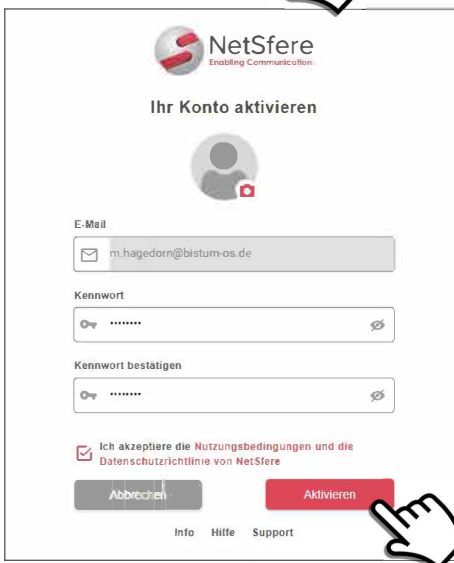 NetSfere
Enabling Communication
Ihr Konto aktivieren
E-Mail
m.hagedorn@bistum-os.de
Kennwort
••••••••
Kennwort bestätigen
••••••••
Ich akzeptiere die Nutzungsbedingungen und die
Datenschutzrichtlinie von NetSfere
Abbrechen
Aktivieren
Info Hilfe Support